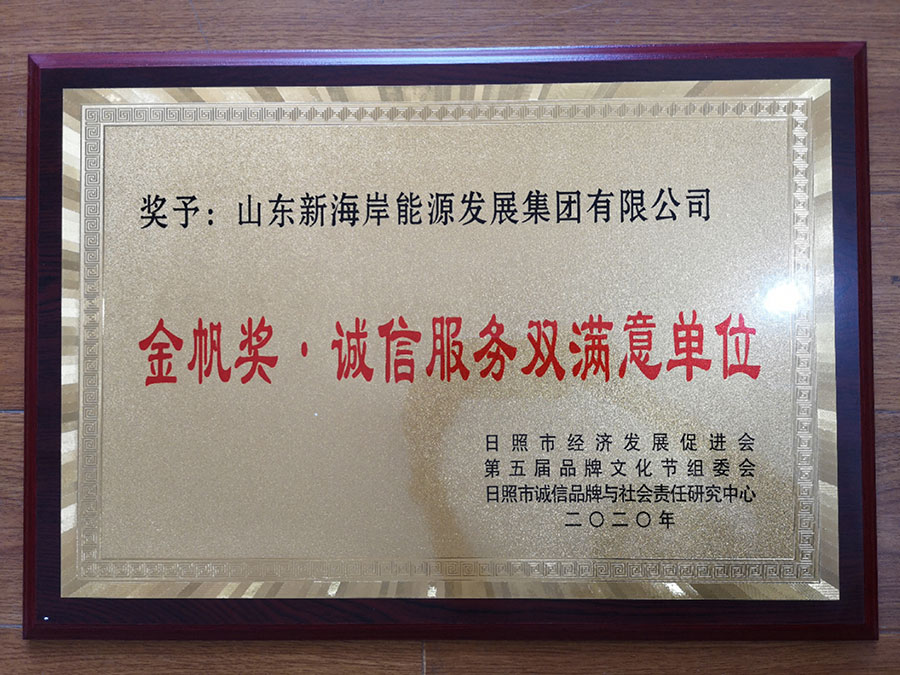 奖予：山东新海岸能源发展集团有限公司
金帆奖·诚信服务双满意单位
日照市经济发展促进会
第五届品牌文化节组委会
日照市诚信品牌与社会责任研究中心
二〇二〇年